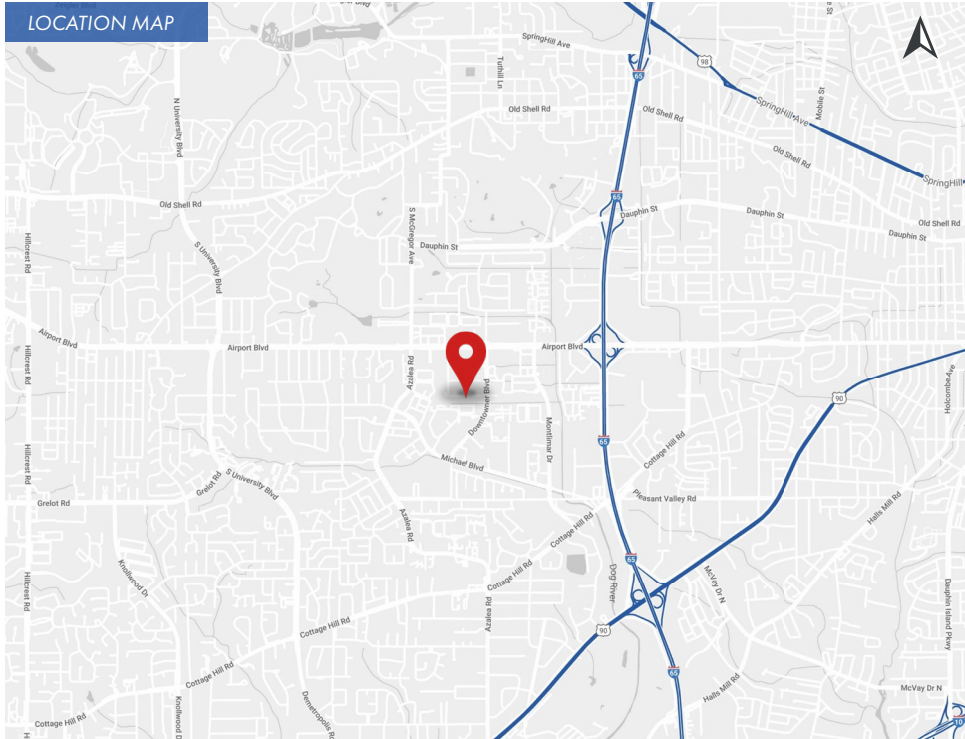 LOCATION MAP
SpringHill Ave
Tuthill Ln
65
98
Old Shell Rd
Old Shell Rd
SpringHill Ave
Mobile St
N University Blvd
Old Shell Rd
SpringHill
65
Old Shell Rd
S McGregor Ave
Dauphin St
Dauphin St
Old Shell Rd
Dauphin St
Dauphin St
Hillcrest Rd
S University Blvd
Airport Blvd
Airport Blvd
Airport Blvd
Hillcrest Rd
Azalea Rd
Downtowner Blvd
90
Holcombe Ave
Montlimar Dr
65
Cottage Hill Rd
Hillcrest Rd
Michael Blvd
Grelot Rd
S University Blvd
Pleasant Valley Rd
Grelot Rd
Halls Mill Rd
Azalea Rd
Cottage Hill Rd
65
Knollwood Dr
Cottage Hill Rd
Dog River
McVay Dr N
Hillcrest Rd
Azalea Rd
Dauphin Island Pkwy
Cottage Hill Rd
90
65
Cottage Hill Rd
Halls Mill Rd
McVay Dr N
Cottage Hill Rd
Knollwood D
Demetropolis Rd
10